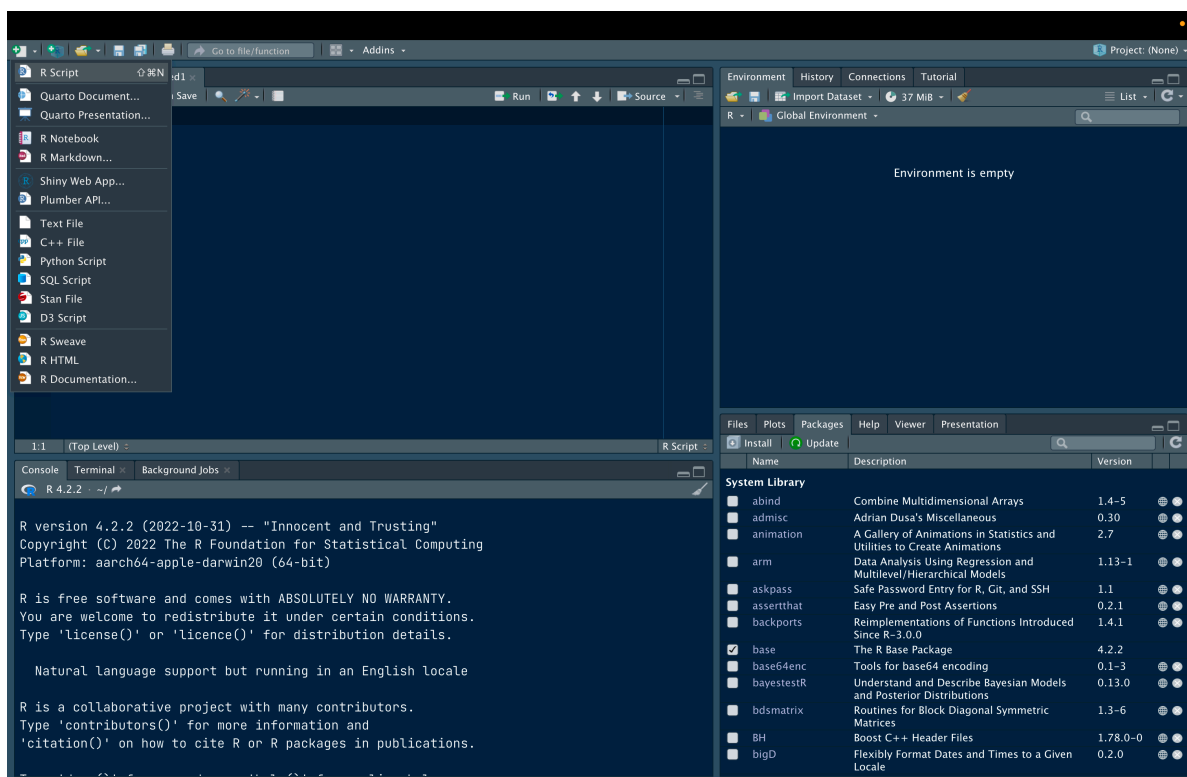 Go to file/function
Addins
Project: (None)
R Script ⇧⌘N
Quarto Document...
Quarto Presentation...
R Notebook
R Markdown...
Shiny Web App...
Plumber API...
Text File
C++ File
Python Script
SQL Script
Stan File
D3 Script
R Sweave
R HTML
R Documentation...
ed1
Save
Run
Source
1:1 (Top Level)
R Script
Console Terminal Background Jobs
R 4.2.2 · ~/
R version 4.2.2 (2022-10-31) -- "Innocent and Trusting"
Copyright (C) 2022 The R Foundation for Statistical Computing
Platform: aarch64-apple-darwin20 (64-bit)
R is free software and comes with ABSOLUTELY NO WARRANTY.
You are welcome to redistribute it under certain conditions.
Type 'license()' or 'licence()' for distribution details.
Natural language support but running in an English locale
R is a collaborative project with many contributors.
Type 'contributors()' for more information and
'citation()' on how to cite R or R packages in publications.
Environment History Connections Tutorial
Import Dataset 37 MiB List
R Global Environment
Environment is empty
Files Plots Packages Help Viewer Presentation
Install Update
Name Description Version
System Library
abind Combine Multidimensional Arrays 1.4-5
admisc Adrian Dusa's Miscellaneous 0.30
animation A Gallery of Animations in Statistics and 2.7
Utilities to Create Animations
arm Data Analysis Using Regression and 1.13-1
Multilevel/Hierarchical Models
askpass Safe Password Entry for R, Git, and SSH 1.1
assertthat Easy Pre and Post Assertions 0.2.1
backports Reimplementations of Functions Introduced 1.4.1
Since R-3.0.0
base The R Base Package 4.2.2
base64enc Tools for base64 encoding 0.1-3
bayestestR Understand and Describe Bayesian Models 0.13.0
and Posterior Distributions
bdsmatrix Routines for Block Diagonal Symmetric 1.3-6
Matrices
BH Boost C++ Header Files 1.78.0-0
bigD Flexibly Format Dates and Times to a Given 0.2.0
Locale